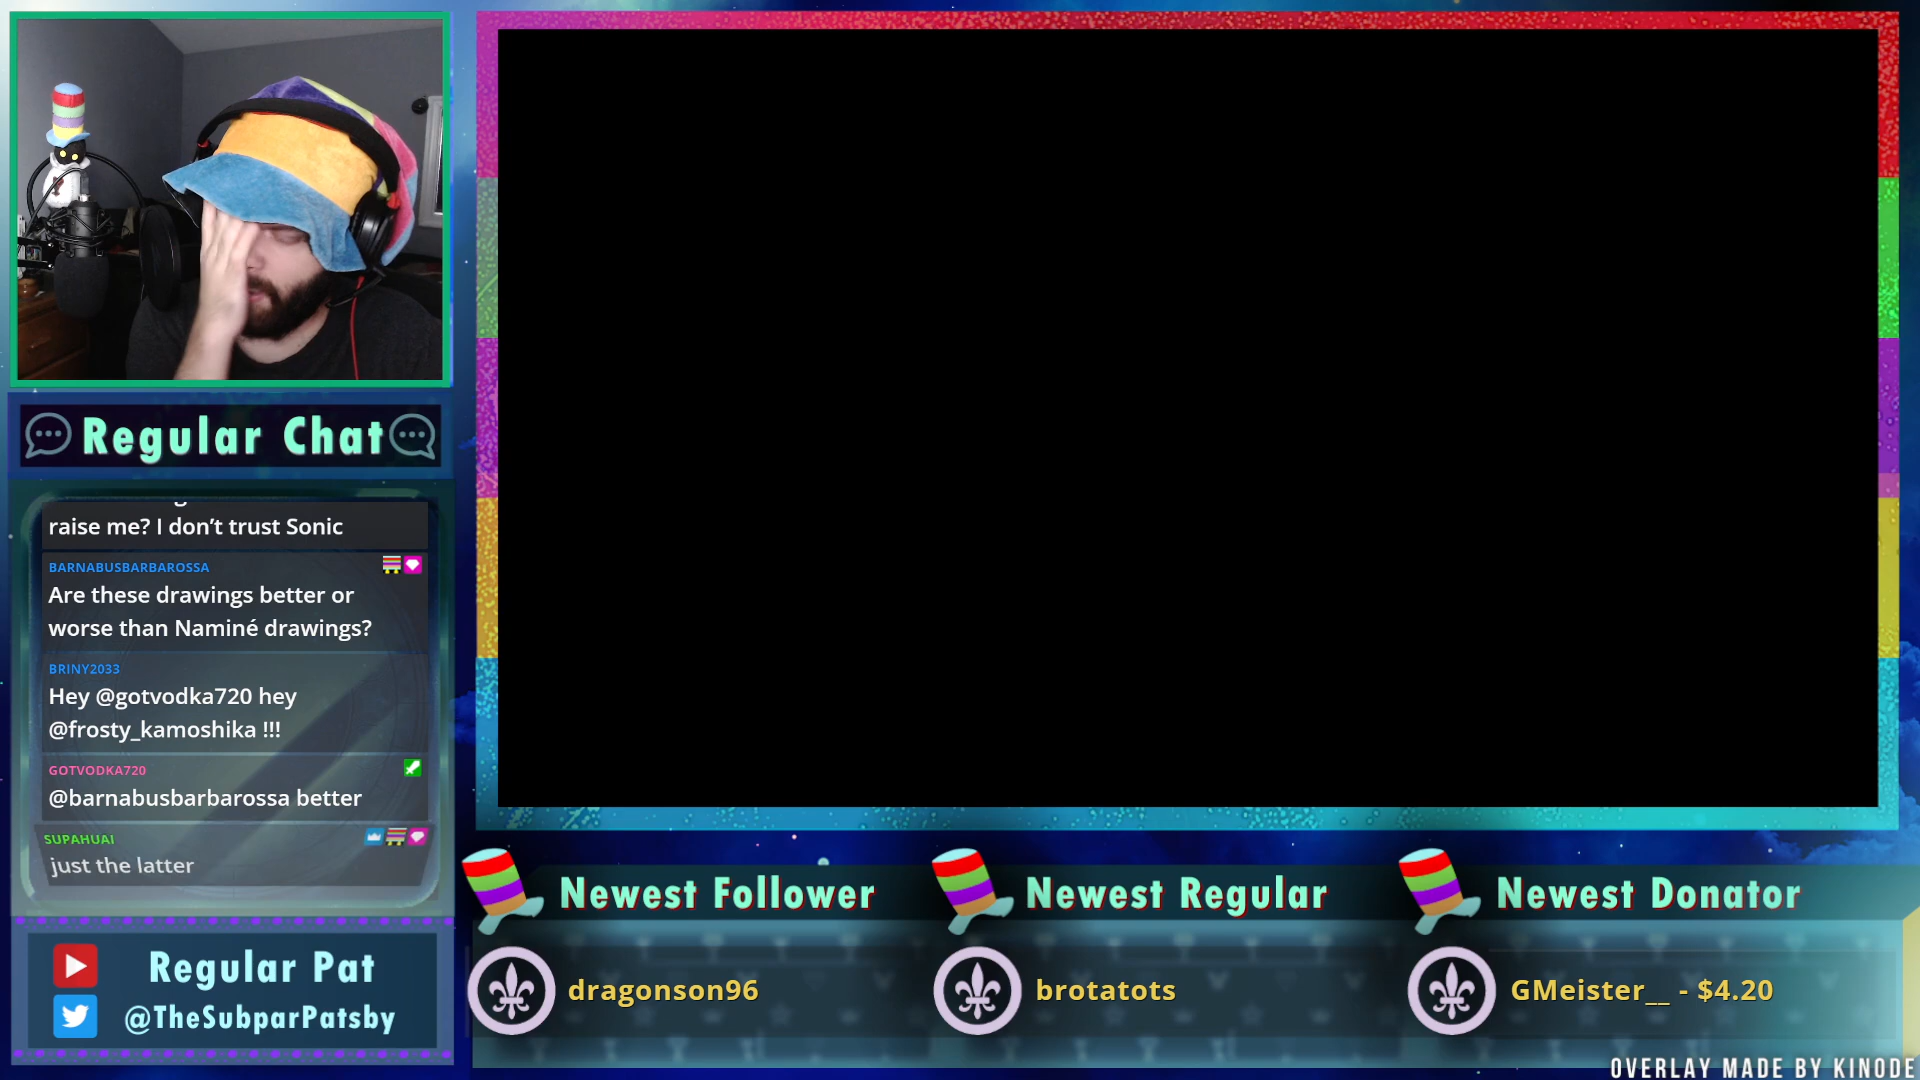 Regular Chat
raise me? I don’t trust Sonic
BARNABUSBARBAROSSA
Are these drawings better or
worse than Naminé drawings?
BRINY2033
Hey @gotvodka720 hey
@frosty_kamoshika !!!
GOTVODKA720
@barnabusbarbarossa better
SUPAHUAI
just the latter
Regular Pat
@TheSubparPatsby
Newest Follower
dragonson96
Newest Regular
brotatots
Newest Donator
GMeister__ - $4.20
OVERLAY MADE BY KINODE